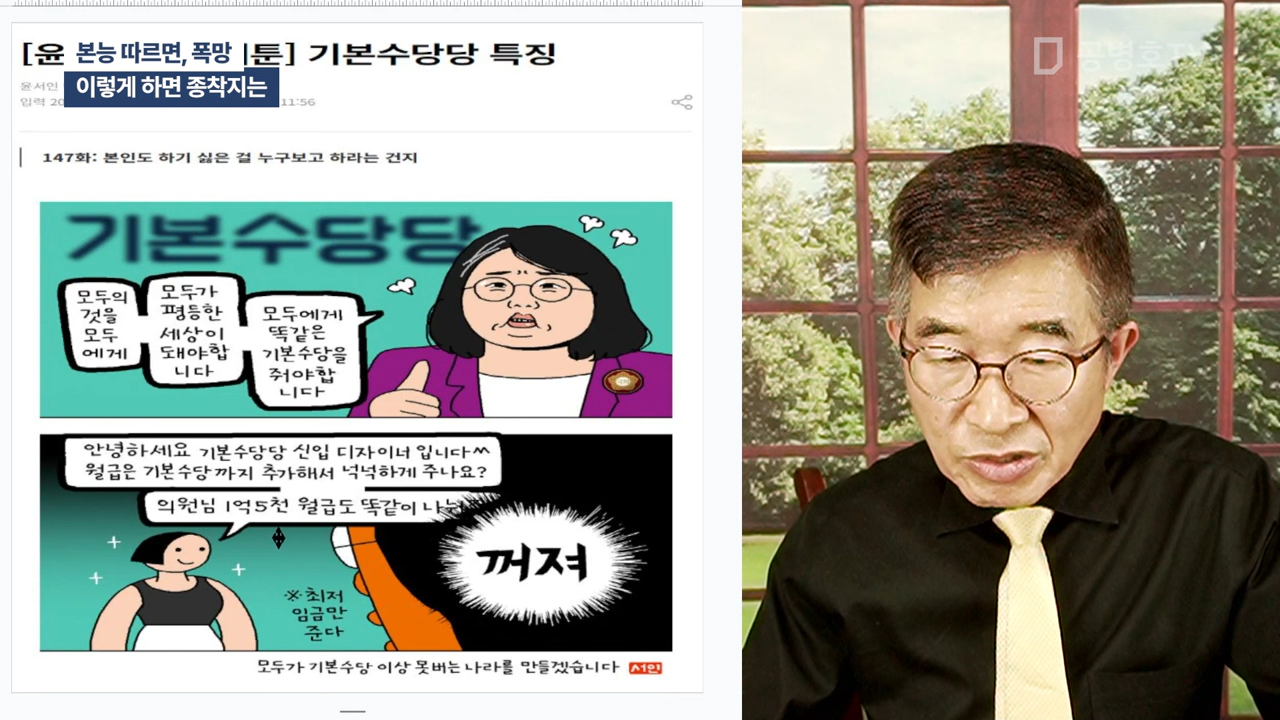 [윤
툰] 기본수당당 특징
본능 따르면, 폭망
이렇게 하면 종착지는
윤서인
입력 20
11:56
147화: 본인도 하기 싫은 걸 누구보고 하라는 건지
기본수당당
모두의
것을
모두
에게
모두가
평등한
세상이
돼야합
니다
모두에게
똑같은
기본수당을
줘야합
니다
안녕하세요 기본수당당 신입 디자이너 입니다^^
월급은 기본수당까지 추가해서 넉넉하게 주나요?
의원님 1억5천 월급도 똑같이
꺼져
※최저
임금만
준다
모두가 기본수당 이상 못버는 나라를 만들겠습니다 서인
공병호TV